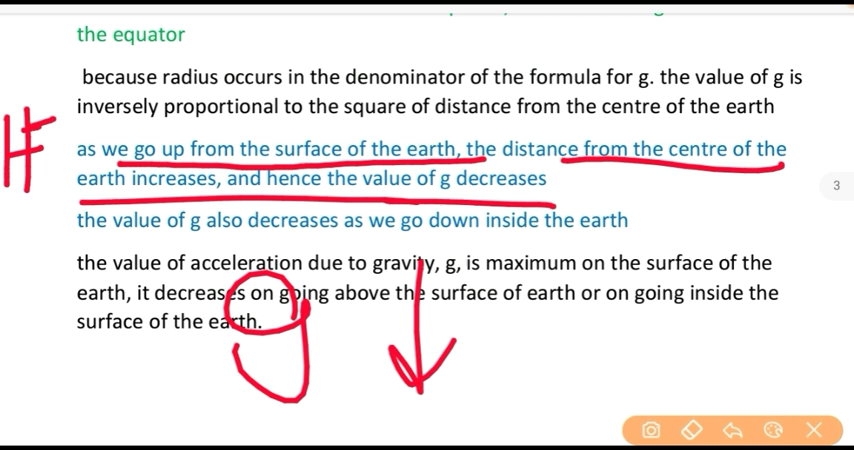 the equator
because radius occurs in the denominator of the formula for g. the value of g is
inversely proportional to the square of distance from the centre of the earth
as we go up from the surface of the earth, the distance from the centre of the
earth increases, and hence the value of g decreases
the value of g also decreases as we go down inside the earth
the value of acceleration due to gravity, g, is maximum on the surface of the
earth, it decreases on going above the surface of earth or on going inside the
surface of the earth.
g
3